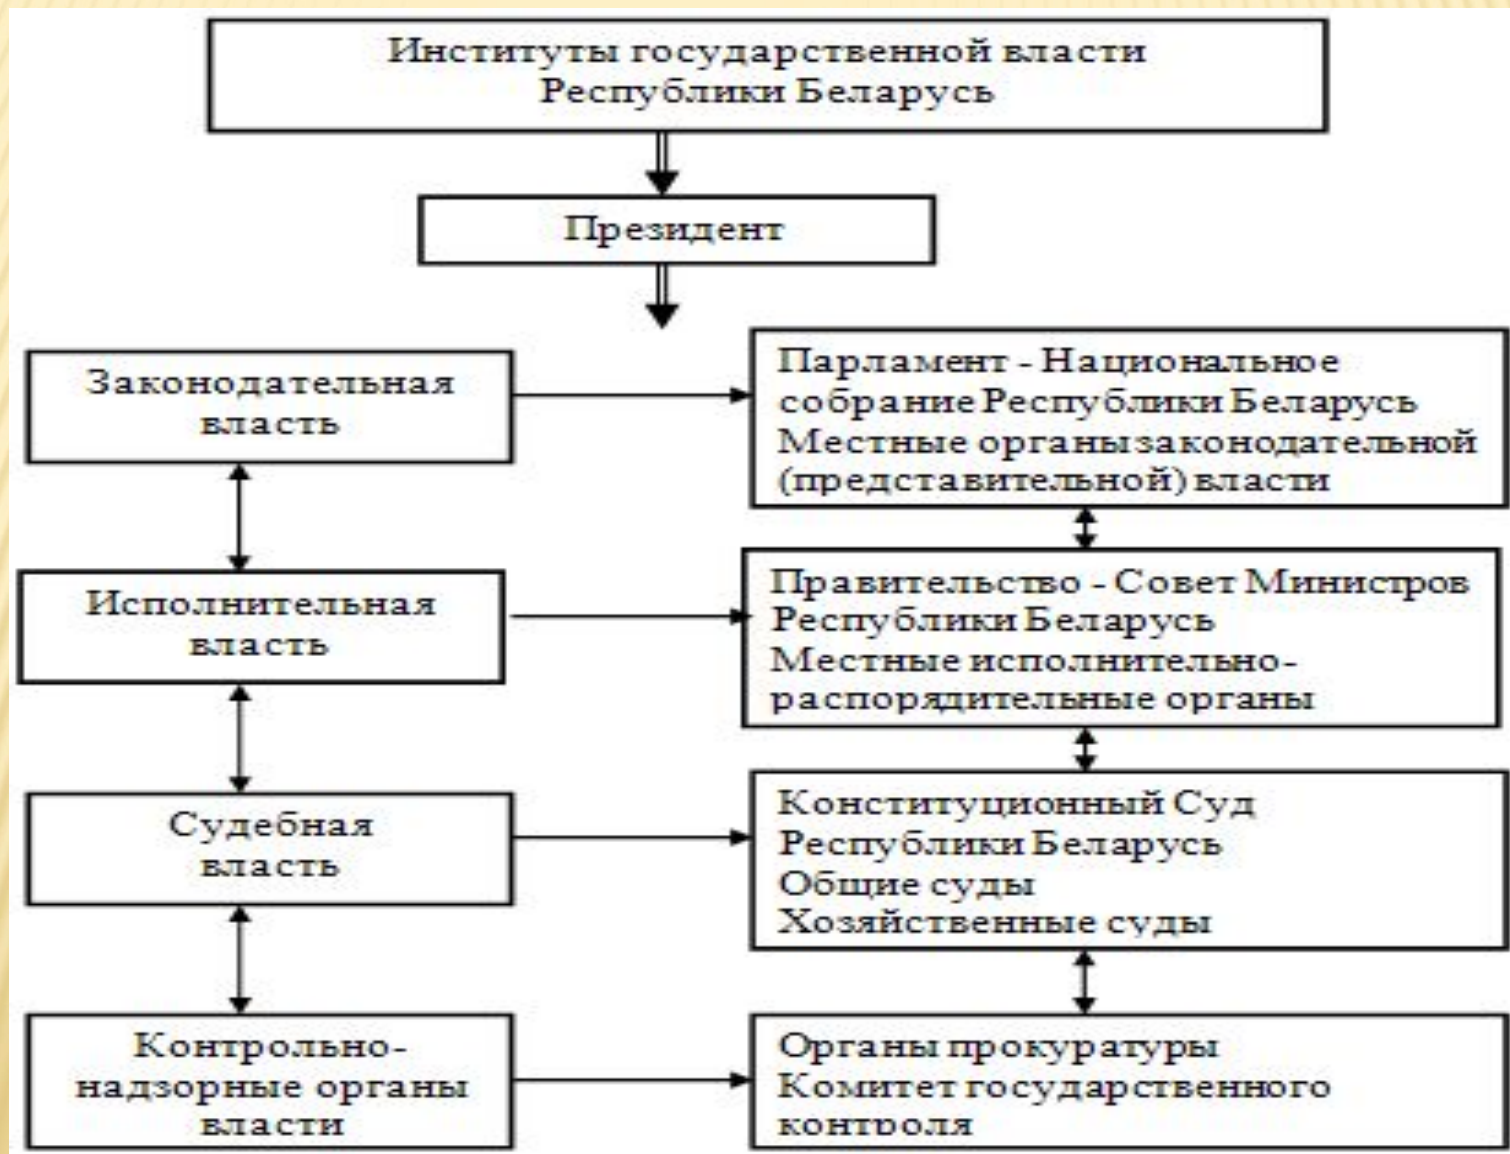 Институты государственной власти
Республики Беларусь
Президент
Законодательная
власть
Парламент - Национальное
собрание Республики Беларусь
Местные органы законодательной
(представительной) власти
Исполнительная
власть
Правительство - Совет Министров
Республики Беларусь
Местные исполнительно-
распорядительные органы
Судебная
власть
Конституционный Суд
Республики Беларусь
Общие суды
Хозяйственные суды
Контрольно-
надзорные органы
власти
Органы прокуратуры
Комитет государственного
контроля